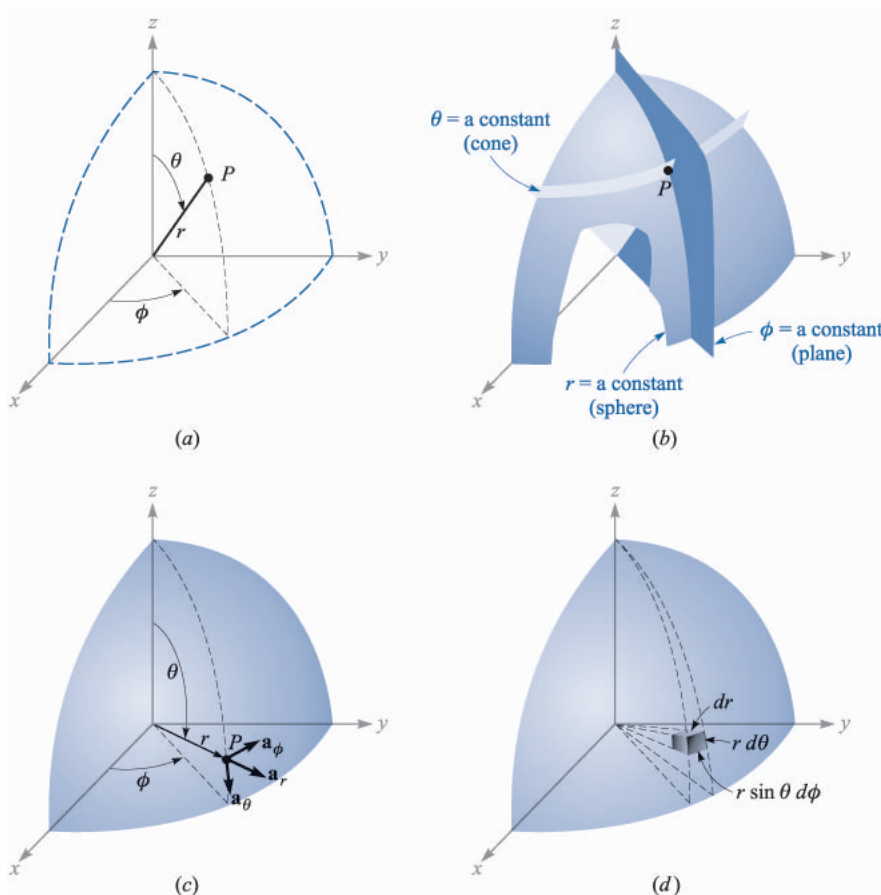 z
θ
P
r
y
ϕ
x
(a)
z
θ = a constant
(cone)
P
y
ϕ = a constant
(plane)
r = a constant
(sphere)
x
(b)
z
θ
r
P
a_ϕ
y
ϕ
a_r
a_θ
x
(c)
z
dr
y
r dθ
r sin θ dϕ
x
(d)